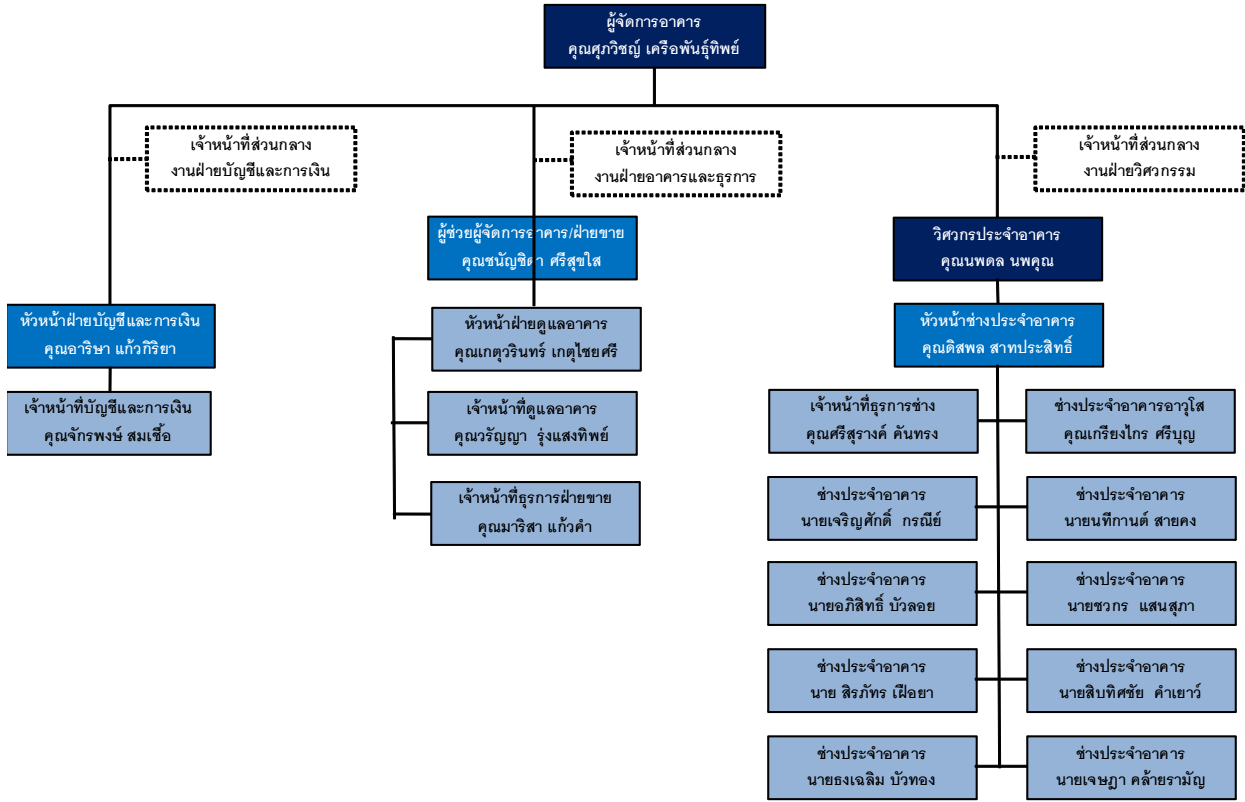 ผู้จัดการอาคาร
คุณศุภวิชญ์ เครือพันธุ์ทิพย์
เจ้าหน้าที่ส่วนกลาง
งานฝ่ายบัญชีและการเงิน
เจ้าหน้าที่ส่วนกลาง
งานฝ่ายอาคารและธุรการ
เจ้าหน้าที่ส่วนกลาง
งานฝ่ายวิศวกรรม
ผู้ช่วยผู้จัดการอาคาร/ฝ่ายขาย
คุณชนัญชิดา ศรีสุขใส
วิศวกรประจำอาคาร
คุณนพดล นพคุณ
หัวหน้าฝ่ายบัญชีและการเงิน
คุณอาริษา แก้วกิริยา
หัวหน้าฝ่ายดูแลอาคาร
คุณเกตุวรินทร์ เกตุไชยศรี
หัวหน้าช่างประจำอาคาร
คุณดิสพล สาทประสิทธิ์
เจ้าหน้าที่บัญชีและการเงิน
คุณจักรพงษ์ สมเชื้อ
เจ้าหน้าที่ดูแลอาคาร
คุณวรัญญา รุ่งแสงทิพย์
เจ้าหน้าที่ธุรการช่าง
คุณศรีสุรางค์ คันทรง
ช่างประจำอาคารอาวุโส
คุณเกรียงไกร ศรีบุญ
เจ้าหน้าที่ธุรการฝ่ายขาย
คุณมาริสา แก้วคำ
ช่างประจำอาคาร
นายเจริญศักดิ์ กรณีย์
ช่างประจำอาคาร
นายนทีกานต์ สายคง
ช่างประจำอาคาร
นายอภิสิทธิ์ บัวลอย
ช่างประจำอาคาร
นายชวกร แสนสุภา
ช่างประจำอาคาร
นาย สิรภัทร เฝือยา
ช่างประจำอาคาร
นายสิบทิศชัย คำเยาว์
ช่างประจำอาคาร
นายธงเฉลิม บัวทอง
ช่างประจำอาคาร
นายเจษฎา คล้ายรามัญ